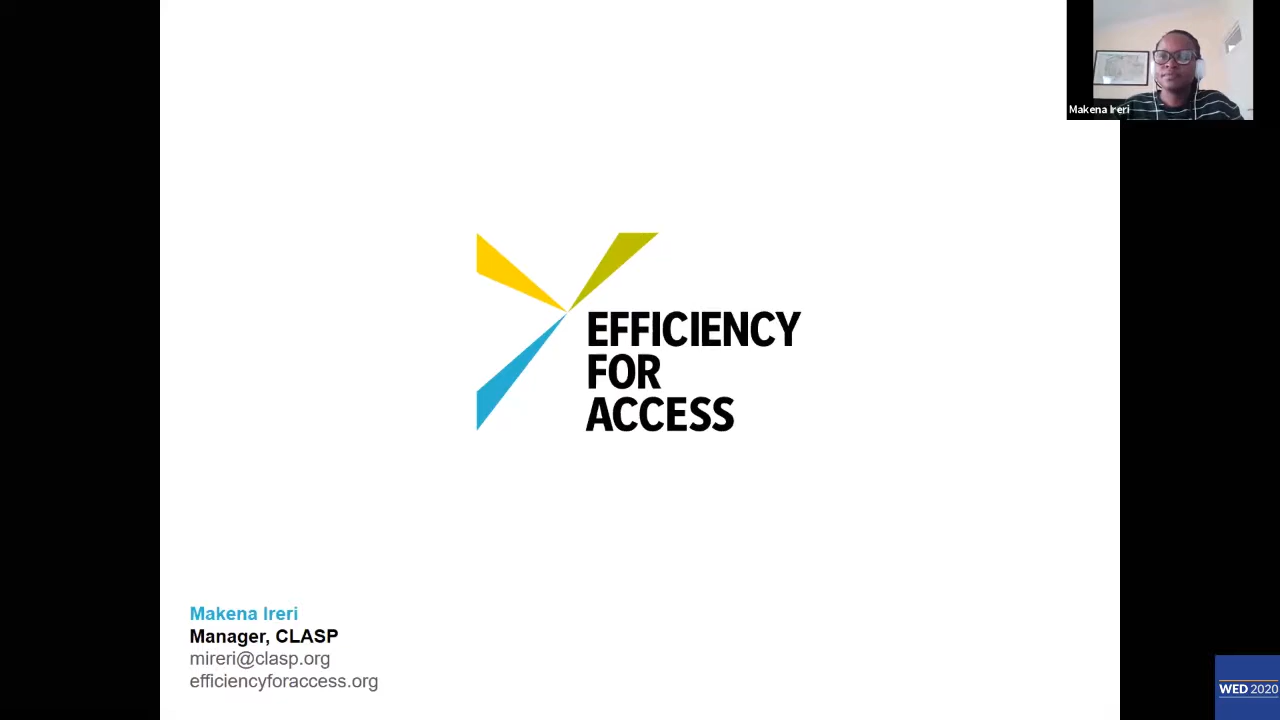 Makena Ireri
EFFICIENCY
FOR
ACCESS
Makena Ireri
Manager, CLASP
mireri@clasp.org
efficiencyforaccess.org
WED 2020